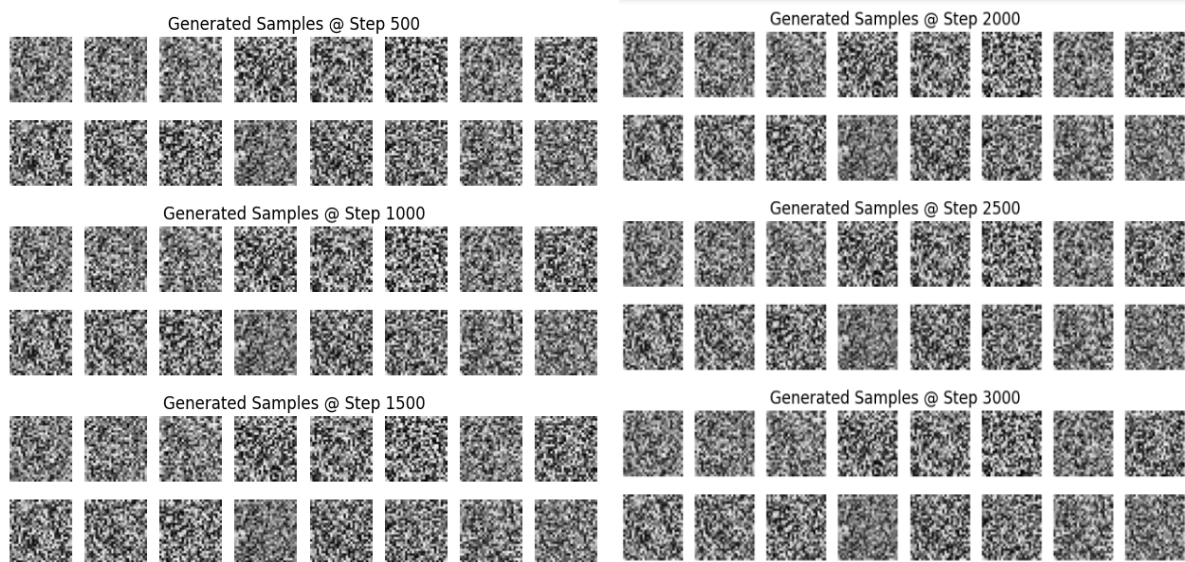 Generated Samples @ Step 500
Generated Samples @ Step 1000
Generated Samples @ Step 1500
Generated Samples @ Step 2000
Generated Samples @ Step 2500
Generated Samples @ Step 3000